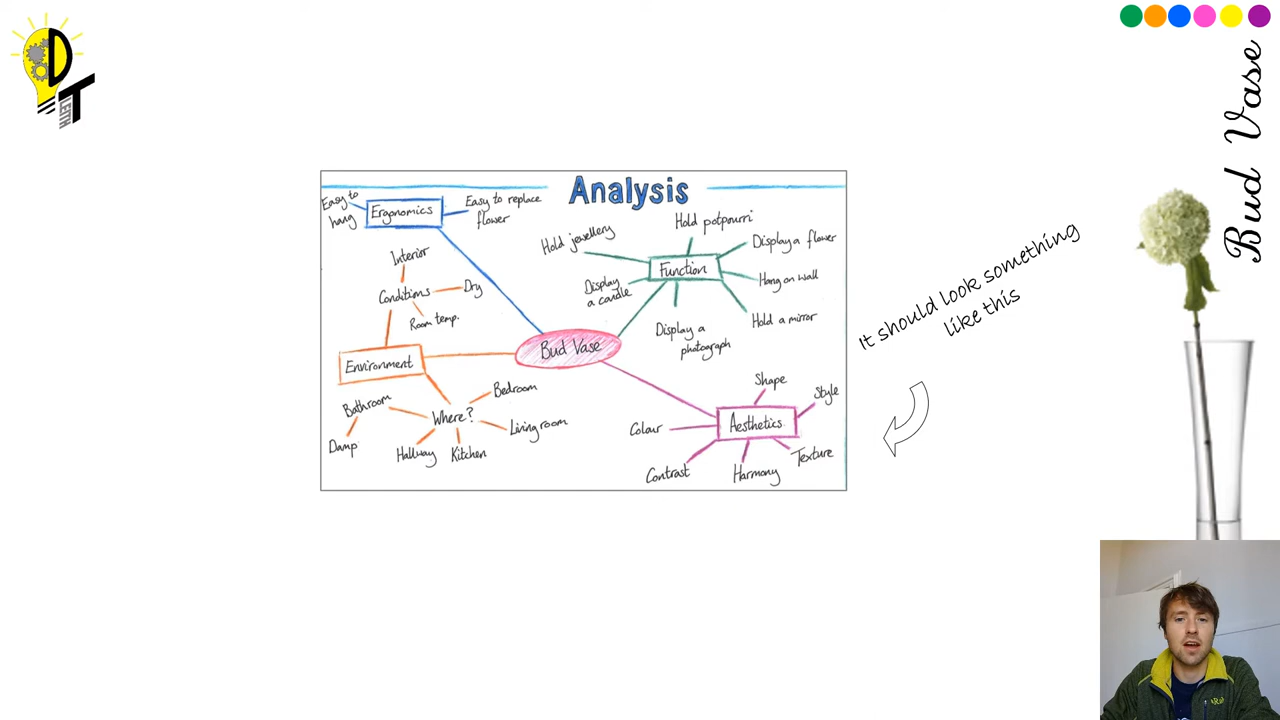 DT
LEITH
Bud Vase
Analysis
Easy to
hang
Ergonomics
Easy to replace
flower
Interior
Conditions
Dry
Room temp.
Environment
Where?
Bedroom
Bathroom
Damp
Hallway
Kitchen
Living room
Bud Vase
Function
Hold jewellery
Hold potpourri
Display a flower
Hang on wall
Hold a mirror
Display
a candle
Display a
photograph
Aesthetics
Shape
Style
Colour
Contrast
Harmony
Texture
It should look something
like this